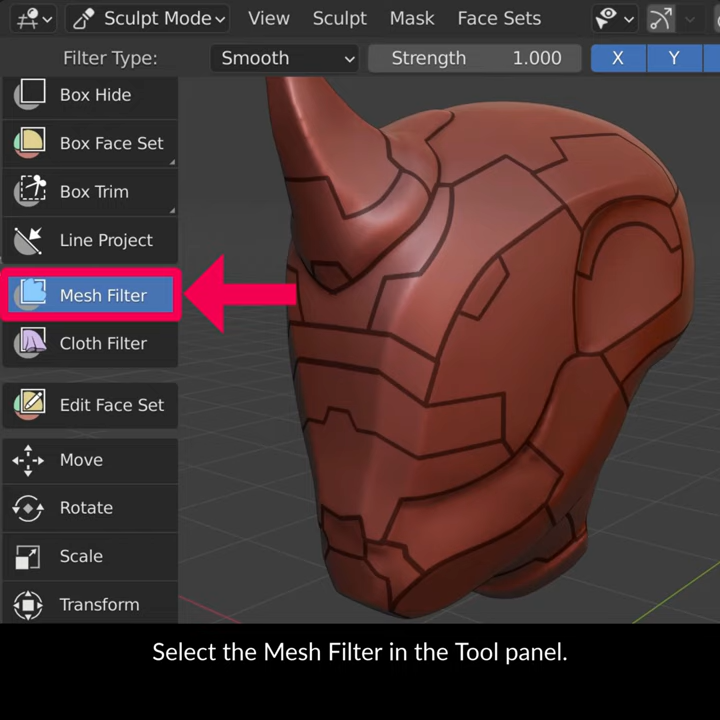 Sculpt Mode View Sculpt Mask Face Sets
Filter Type: Smooth Strength 1.000 X Y
Box Hide
Box Face Set
Box Trim
Line Project
Mesh Filter
Cloth Filter
Edit Face Set
Move
Rotate
Scale
Transform
Select the Mesh Filter in the Tool panel.